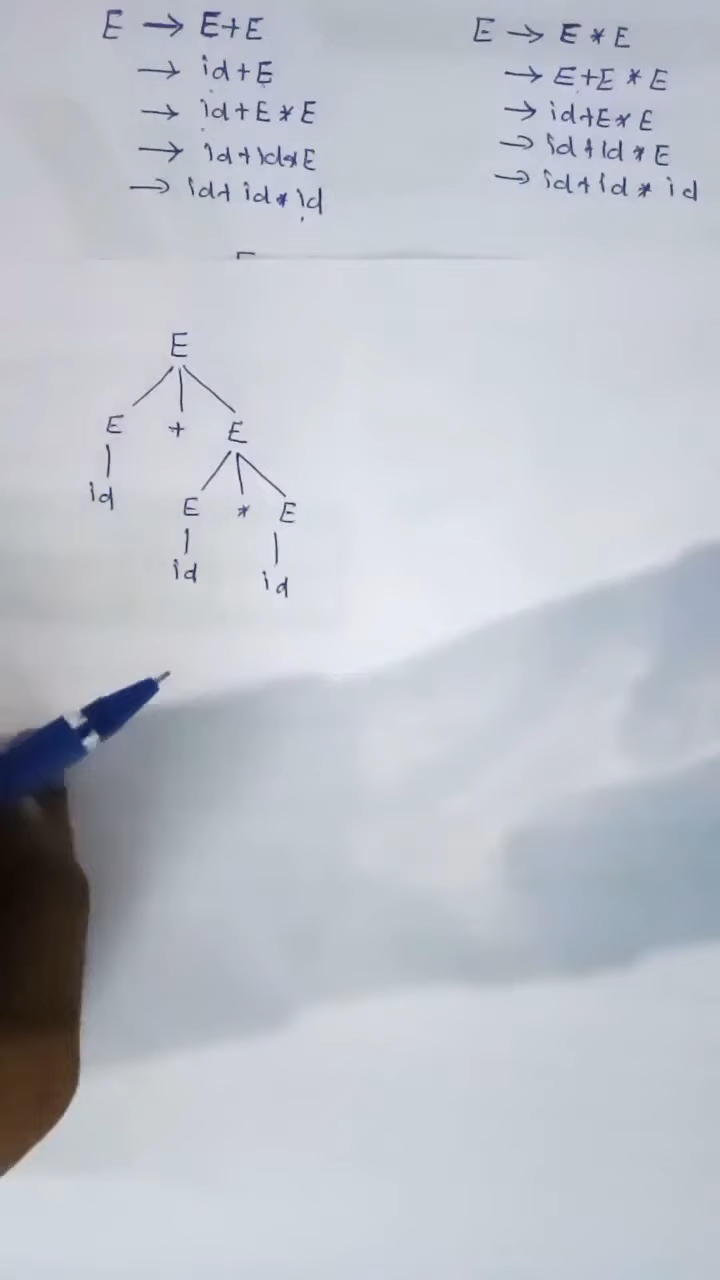 E → E+E
→ id+E
→ id+E*E
→ id+id*E
→ id+id*id
E → E*E
→ E+E*E
→ id+E*E
→ id+id*E
→ id+id*id
E
E + E
id E * E
id id